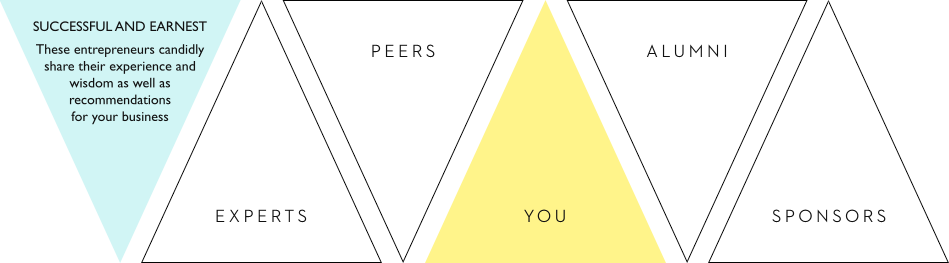 SUCCESSFUL AND EARNEST
These entrepreneurs candidly
share their experience and
wisdom as well as
recommendations
for your business
EXPERTS
PEERS
YOU
ALUMNI
SPONSORS